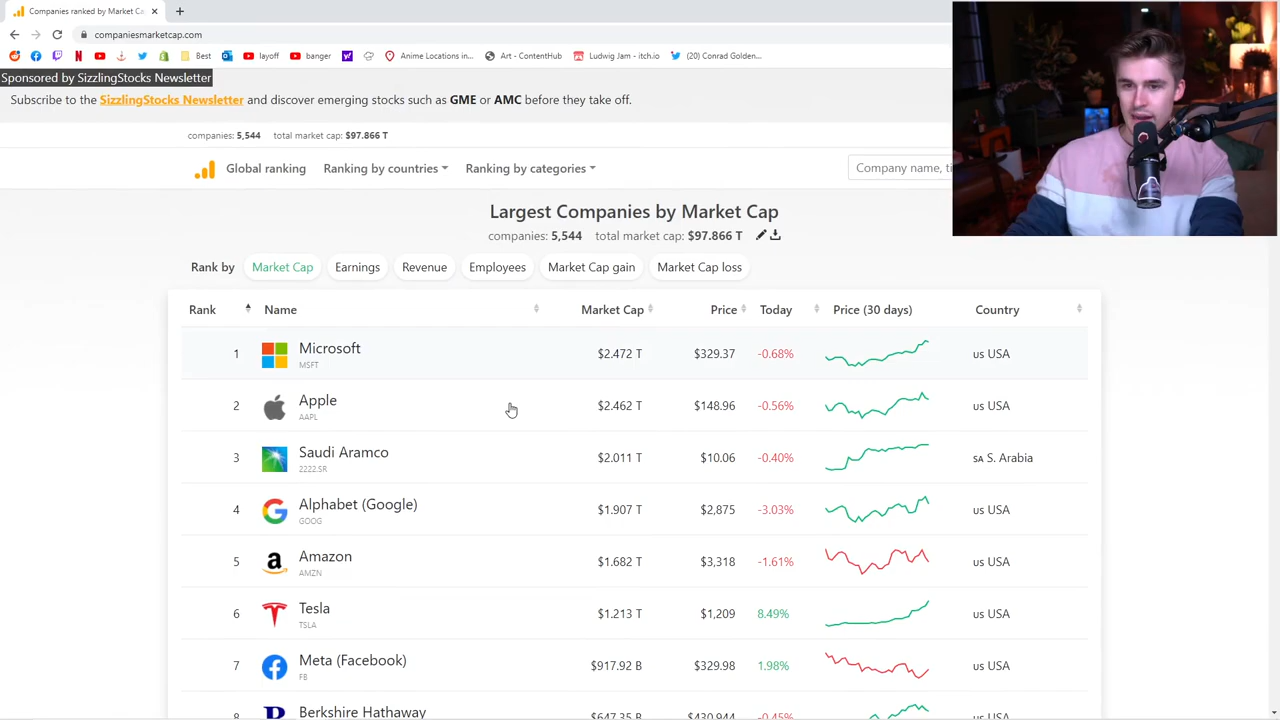 Companies ranked by Market Ca
companiesmarketcap.com
Best
layoff
banger
Anime Locations in...
Art - ContentHub
Ludwig Jam - itch.io
(20) Conrad Golden...
Sponsored by SizzlingStocks Newsletter
Subscribe to the SizzlingStocks Newsletter and discover emerging stocks such as GME or AMC before they take off.
companies: 5,544 total market cap: $97.866 T
Global ranking Ranking by countries Ranking by categories Company name, ti
Largest Companies by Market Cap
companies: 5,544 total market cap: $97.866 T
Rank by Market Cap Earnings Revenue Employees Market Cap gain Market Cap loss
Rank Name Market Cap Price Today Price (30 days) Country
1 Microsoft $2.472 T $329.37 -0.68% us USA
MSFT
2 Apple $2.462 T $148.96 -0.56% us USA
AAPL
3 Saudi Aramco $2.011 T $10.06 -0.40% SA S. Arabia
2222.SR
4 Alphabet (Google) $1.907 T $2,875 -3.03% us USA
GOOG
5 Amazon $1.682 T $3,318 -1.61% us USA
AMZN
6 Tesla $1.213 T $1,209 8.49% us USA
TSLA
7 Meta (Facebook) $917.92 B $329.98 1.98% us USA
FB
8 Berkshire Hathaway $647.35 B $430,944 -0.45% us USA